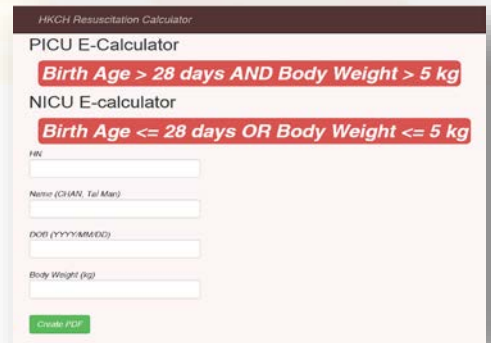 HKCH Resuscitation Calculator
PICU E-Calculator
Birth Age > 28 days AND Body Weight > 5 kg
NICU E-calculator
Birth Age <= 28 days OR Body Weight <= 5 kg
HN
Name (CHAN, Tai Man)
DOB (YYYY/MM/DD)
Body Weight (kg)
Create PDF